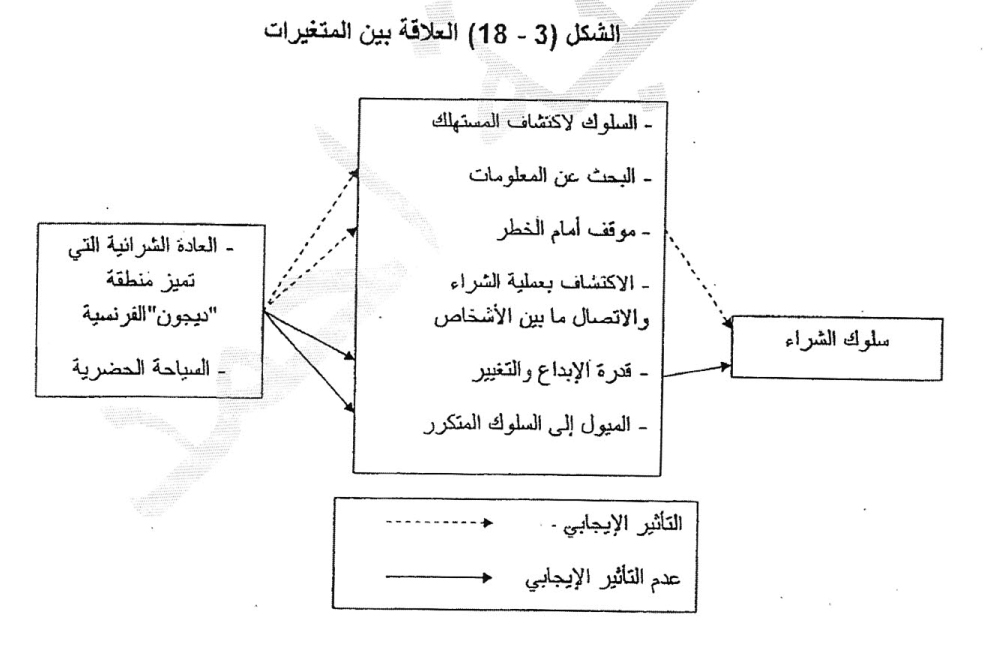 الشكل (3 - 18) العلاقة بين المتغيرات
- السلوك لاكتشاف المستهلك
- البحث عن المعلومات
- موقف أمام الخطر
- الاكتشاف بعملية الشراء
والاتصال ما بين الأشخاص
- قدرة الإبداع والتغيير
- الميول إلى السلوك المتكرر
- العادة الشرائية التي
تميز منطقة
"ديجون"الفرنسية
- السياحة الحضرية
سلوك الشراء
التأثير الإيجابي
عدم التأثير الإيجابي